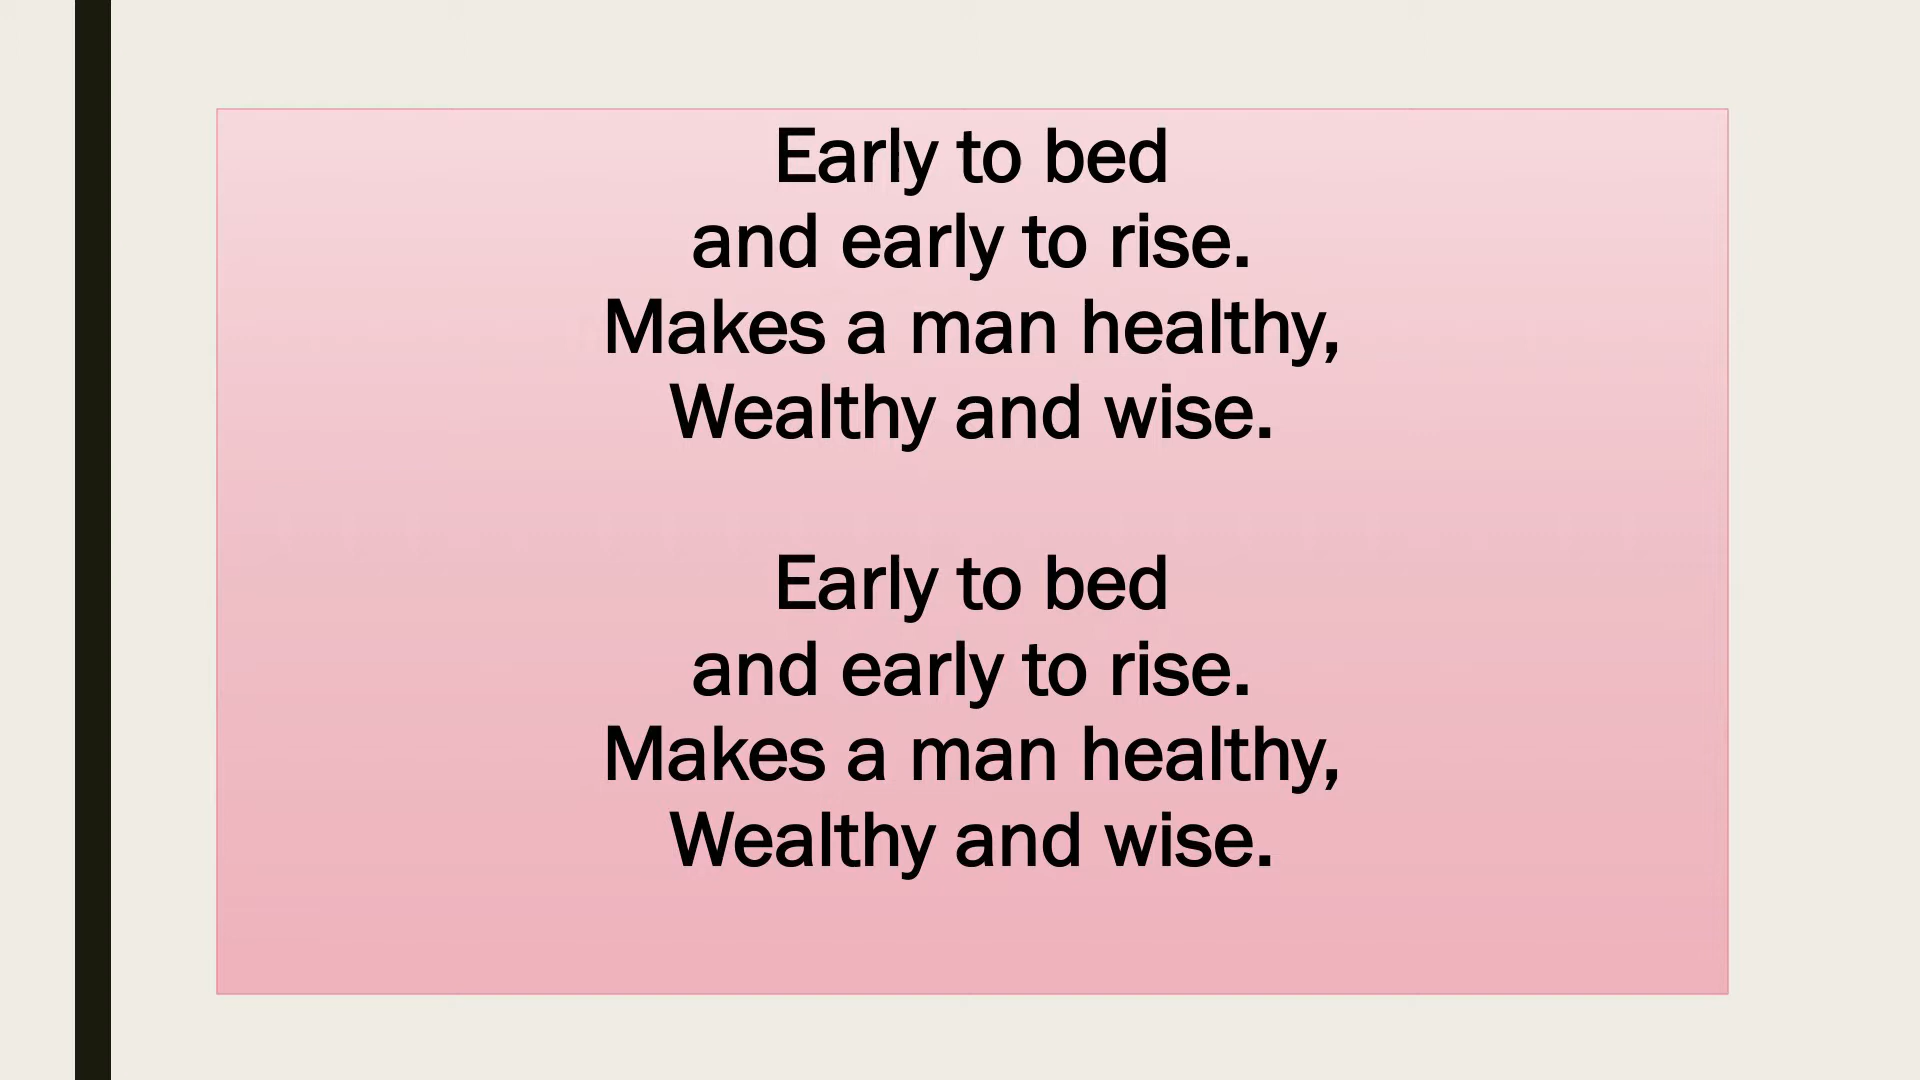 Early to bed
and early to rise.
Makes a man healthy,
Wealthy and wise.
Early to bed
and early to rise.
Makes a man healthy,
Wealthy and wise.